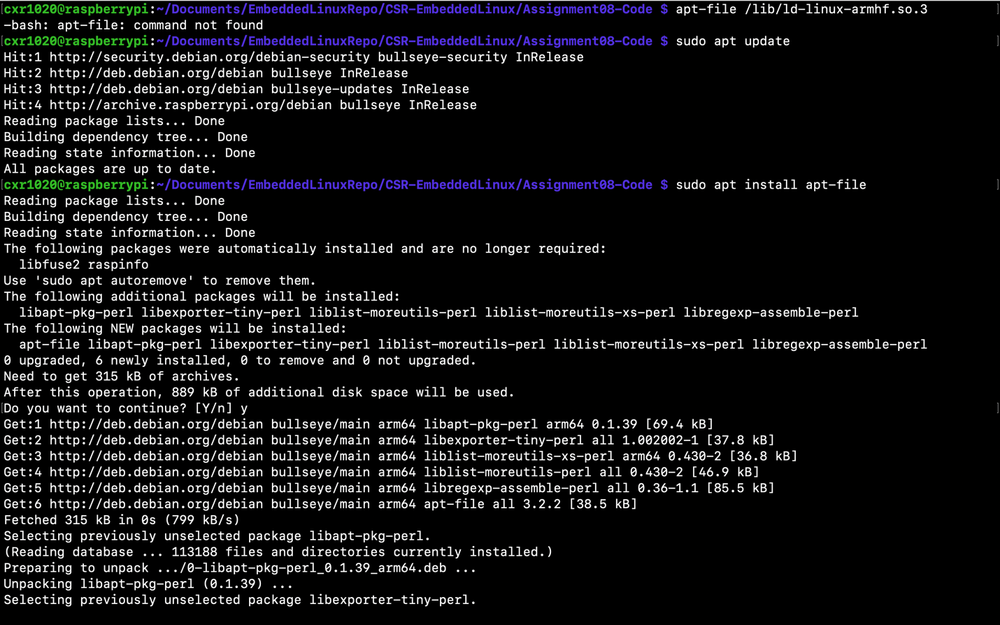 [cxr1020@raspberrypi:~/Documents/EmbeddedLinuxRepo/CSR-EmbeddedLinux/Assignment08-Code $ apt-file /lib/ld-linux-armhf.so.3 ]
-bash: apt-file: command not found
[cxr1020@raspberrypi:~/Documents/EmbeddedLinuxRepo/CSR-EmbeddedLinux/Assignment08-Code $ sudo apt update ]
Hit:1 http://security.debian.org/debian-security bullseye-security InRelease
Hit:2 http://deb.debian.org/debian bullseye InRelease
Hit:3 http://deb.debian.org/debian bullseye-updates InRelease
Hit:4 http://archive.raspberrypi.org/debian bullseye InRelease
Reading package lists... Done
Building dependency tree... Done
Reading state information... Done
All packages are up to date.
[cxr1020@raspberrypi:~/Documents/EmbeddedLinuxRepo/CSR-EmbeddedLinux/Assignment08-Code $ sudo apt install apt-file ]
Reading package lists... Done
Building dependency tree... Done
Reading state information... Done
The following packages were automatically installed and are no longer required:
  libfuse2 raspinfo
Use 'sudo apt autoremove' to remove them.
The following additional packages will be installed:
  libapt-pkg-perl libexporter-tiny-perl liblist-moreutils-perl liblist-moreutils-xs-perl libregexp-assemble-perl
The following NEW packages will be installed:
  apt-file libapt-pkg-perl libexporter-tiny-perl liblist-moreutils-perl liblist-moreutils-xs-perl libregexp-assemble-perl
0 upgraded, 6 newly installed, 0 to remove and 0 not upgraded.
Need to get 315 kB of archives.
After this operation, 889 kB of additional disk space will be used.
[Do you want to continue? [Y/n] y ]
Get:1 http://deb.debian.org/debian bullseye/main arm64 libapt-pkg-perl arm64 0.1.39 [69.4 kB]
Get:2 http://deb.debian.org/debian bullseye/main arm64 libexporter-tiny-perl all 1.002002-1 [37.8 kB]
Get:3 http://deb.debian.org/debian bullseye/main arm64 liblist-moreutils-xs-perl arm64 0.430-2 [36.8 kB]
Get:4 http://deb.debian.org/debian bullseye/main arm64 liblist-moreutils-perl all 0.430-2 [46.9 kB]
Get:5 http://deb.debian.org/debian bullseye/main arm64 libregexp-assemble-perl all 0.36-1.1 [85.5 kB]
Get:6 http://deb.debian.org/debian bullseye/main arm64 apt-file all 3.2.2 [38.5 kB]
Fetched 315 kB in 0s (799 kB/s)
Selecting previously unselected package libapt-pkg-perl.
(Reading database ... 113188 files and directories currently installed.)
Preparing to unpack .../0-libapt-pkg-perl_0.1.39_arm64.deb ...
Unpacking libapt-pkg-perl (0.1.39) ...
Selecting previously unselected package libexporter-tiny-perl.